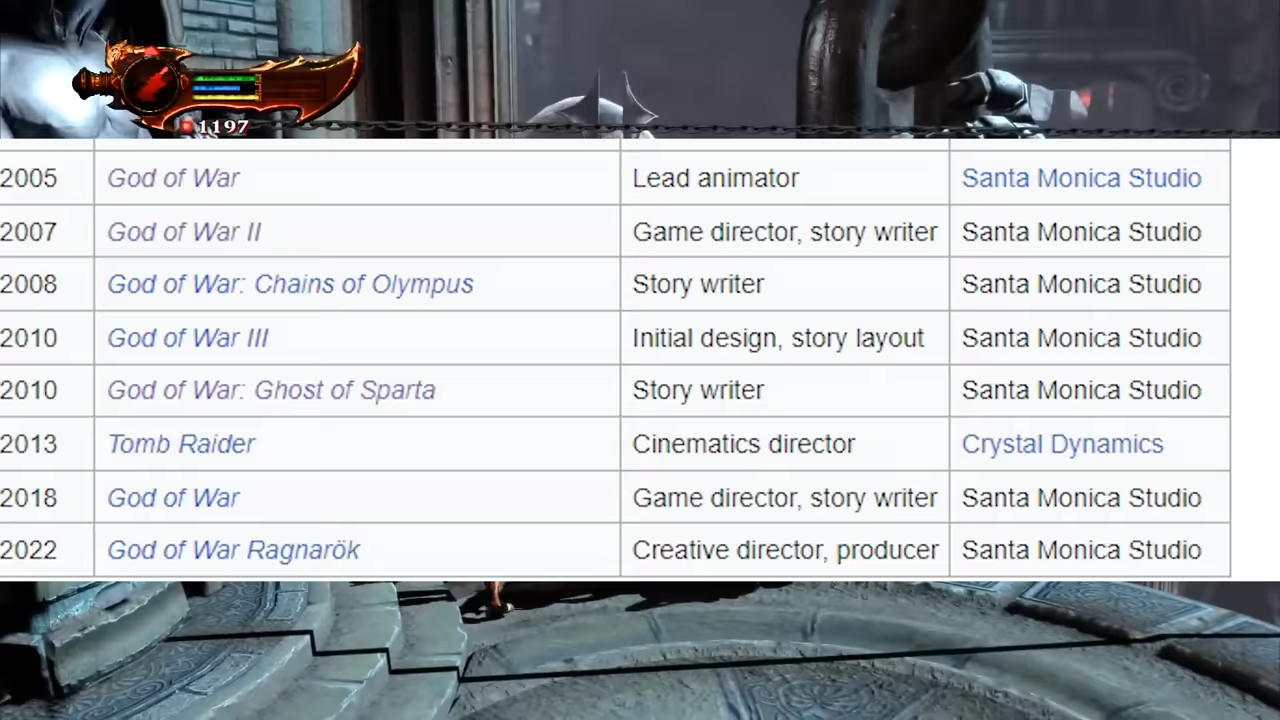 1197
2005 God of War Lead animator Santa Monica Studio
2007 God of War II Game director, story writer Santa Monica Studio
2008 God of War: Chains of Olympus Story writer Santa Monica Studio
2010 God of War III Initial design, story layout Santa Monica Studio
2010 God of War: Ghost of Sparta Story writer Santa Monica Studio
2013 Tomb Raider Cinematics director Crystal Dynamics
2018 God of War Game director, story writer Santa Monica Studio
2022 God of War Ragnarök Creative director, producer Santa Monica Studio